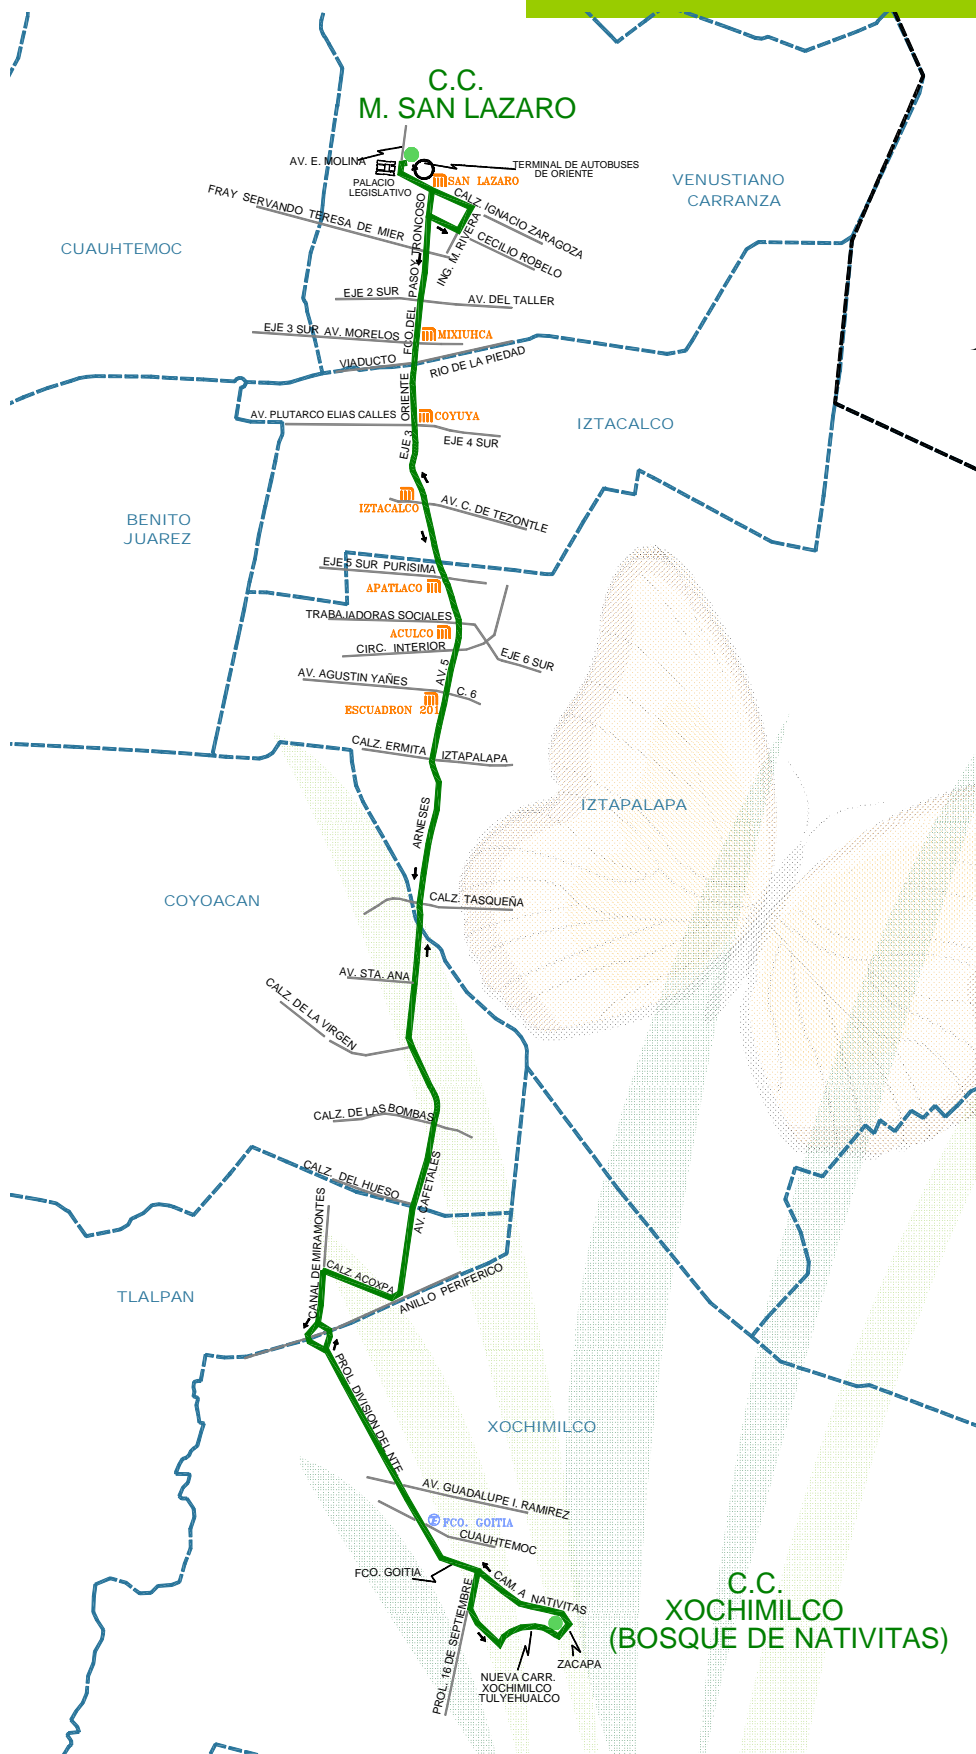 C.C.
M. SAN LAZARO
AV. E. MOLINA
TERMINAL DE AUTOBUSES
DE ORIENTE
PALACIO
LEGISLATIVO
SAN LAZARO
VENUSTIANO
CARRANZA
FRAY SERVANDO TERESA DE MIER
CALZ. IGNACIO ZARAGOZA
CECILIO ROBELO
ING. M. RIVERA
CUAUHTEMOC
EJE 3 ORIENTE FCO. DEL PASO Y TRONCOSO
EJE 2 SUR
AV. DEL TALLER
EJE 3 SUR AV. MORELOS
MIXIUHCA
VIADUCTO
RIO DE LA PIEDAD
AV. PLUTARCO ELIAS CALLES
COYUYA
EJE 4 SUR
IZTACALCO
IZTACALCO
AV. C. DE TEZONTLE
BENITO
JUAREZ
EJE 5 SUR PURISIMA
APATLACO
TRABAJADORAS SOCIALES
ACULCO
CIRC. INTERIOR
EJE 6 SUR
AV. 5
AV. AGUSTIN YAÑES
C. 6
ESCUADRON 201
CALZ. ERMITA IZTAPALAPA
IZTAPALAPA
ARNESES
COYOACAN
CALZ. TASQUEÑA
AV. STA. ANA
CALZ. DE LA VIRGEN
CALZ. DE LAS BOMBAS
CALZ. DEL HUESO
AV. CAFETALES
CANAL DE MIRAMONTES
CALZ. ACOXPA
ANILLO PERIFERICO
TLALPAN
PROL. DIVISION DEL NTE
XOCHIMILCO
AV. GUADALUPE I. RAMIREZ
FCO. GOITIA
CUAUHTEMOC
FCO. GOITIA
CAM. A NATIVITAS
PROL. 16 DE SEPTIEMBRE
C.C.
XOCHIMILCO
(BOSQUE DE NATIVITAS)
ZACAPA
NUEVA CARR.
XOCHIMILCO
TULYEHUALCO